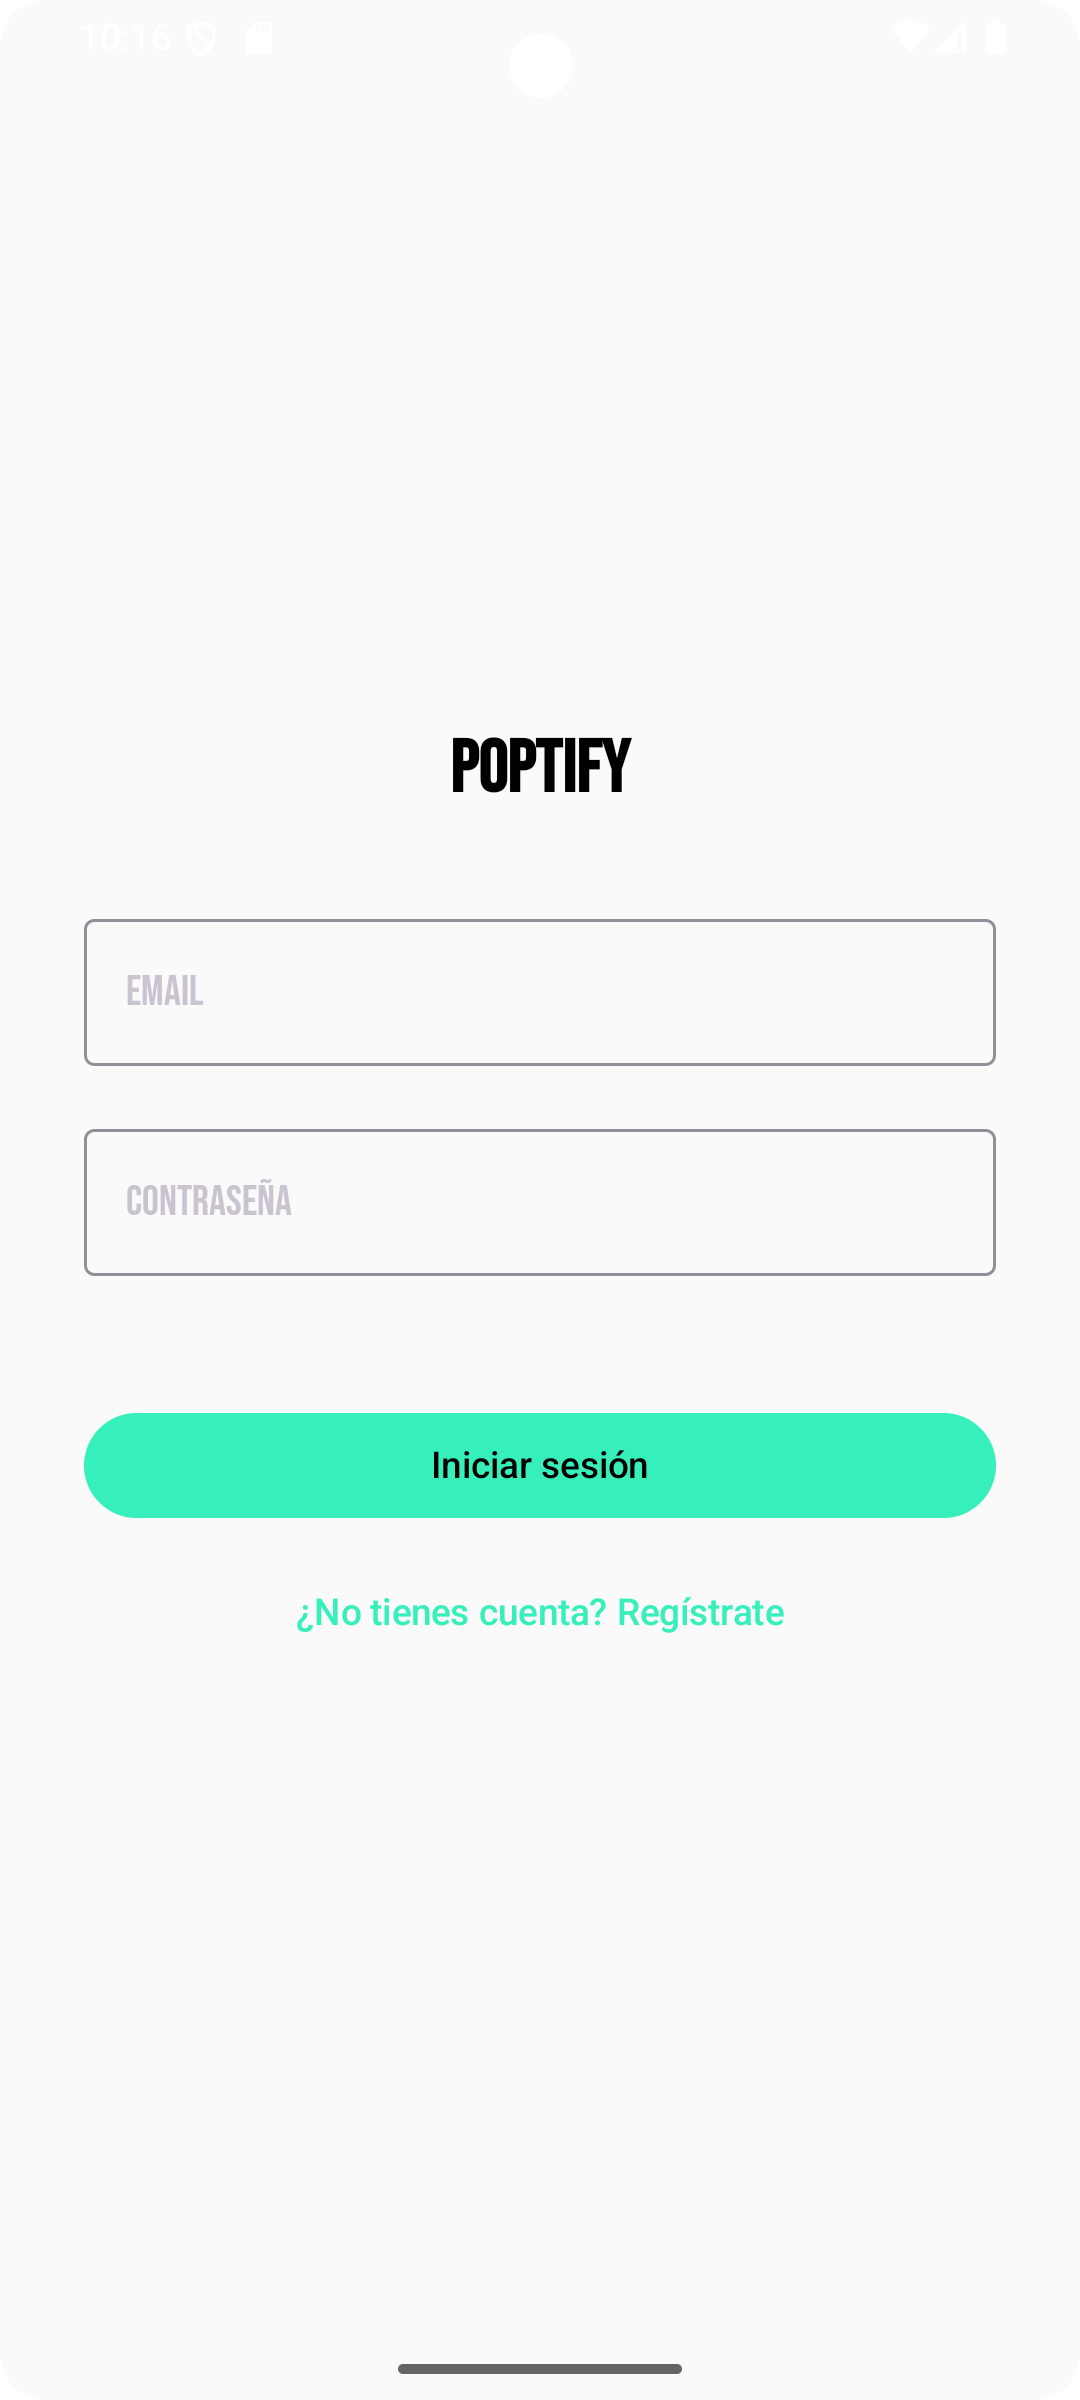 10:16
POPTIFY
EMAIL
CONTRASEÑA
Iniciar sesión
¿No tienes cuenta? Regístrate